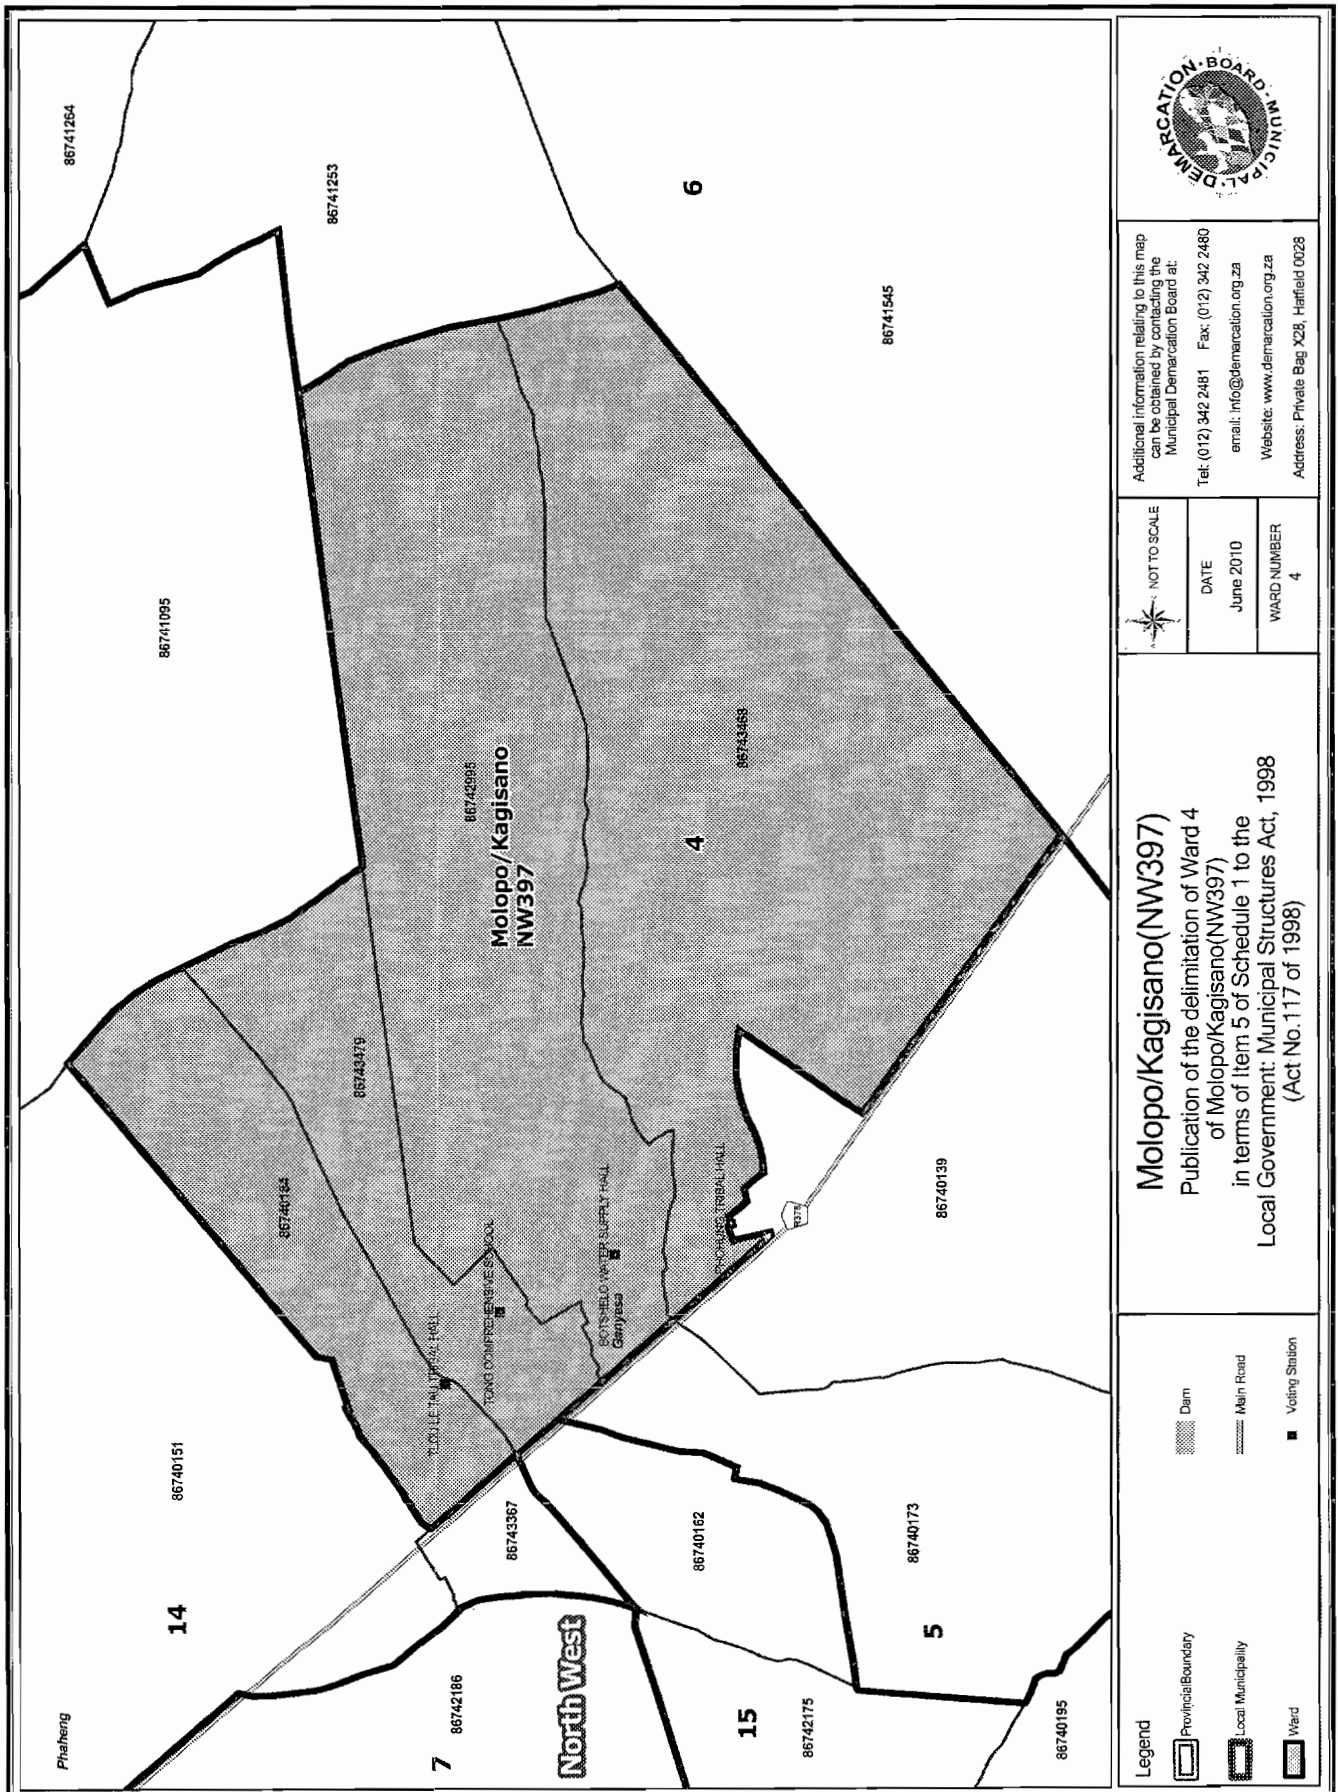 Phaheng
14
86740151
86741095
86741264
86741253
86740184
86743479
86742995
Molopo/Kagisano
NW397
7
86742186
86743367
TLOU LE TAU TRIBAL HALL
TONG COMPREHENSIVE SCHOOL
North West
BOTSHELO WATER SUPPLY HALL
Ganyesa
86740162
4
86743468
6
15
86742175
TRIBAL HALL
R378
86741545
86740173
5
86740139
86740195
Legend
Provincial Boundary
Local Municipality
Ward
Dam
Main Road
Voting Station
Molopo/Kagisano(NW397)
Publication of the delimitation of Ward 4
of Molopo/Kagisano(NW397)
in terms of Item 5 of Schedule 1 to the
Local Government: Municipal Structures Act, 1998
(Act No.117 of 1998)
NOT TO SCALE
DATE
June 2010
WARD NUMBER
4
Additional information relating to this map
can be obtained by contacting the
Municipal Demarcation Board at:
Tel: (012) 342 2481 Fax: (012) 342 2480
email: info@demarcation.org.za
Website: www.demarcation.org.za
Address: Private Bag X28, Hatfield 0028
MUNICIPAL · DEMARCATION · BOARD